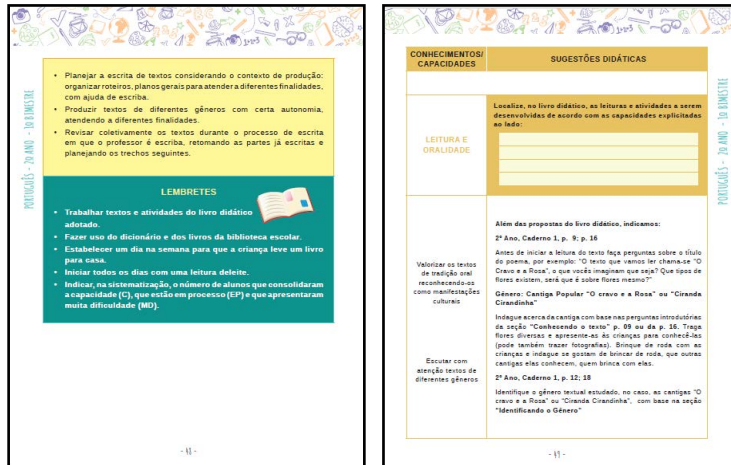 PORTUGUÊS - 2º ANO - 1º BIMESTRE
• Planejar a escrita de textos considerando o contexto de produção:
organizar roteiros, planos gerais para atender a diferentes finalidades,
com ajuda de escriba.
• Produzir textos de diferentes gêneros com certa autonomia,
atendendo a diferentes finalidades.
• Revisar coletivamente os textos durante o processo de escrita
em que o professor é escriba, retomando as partes já escritas e
planejando os trechos seguintes.
LEMBRETES
• Trabalhar textos e atividades do livro didático
adotado.
• Fazer uso do dicionário e dos livros da biblioteca escolar.
• Estabelecer um dia na semana para que a criança leve um livro
para casa.
• Iniciar todos os dias com uma leitura deleite.
• Indicar, na sistematização, o número de alunos que consolidaram
a capacidade (C), que estão em processo (EP) e que apresentaram
muita dificuldade (MD).
- 48 -
CONHECIMENTOS/
CAPACIDADES
SUGESTÕES DIDÁTICAS
LEITURA E
ORALIDADE
Localize, no livro didático, as leituras e atividades a serem
desenvolvidas de acordo com as capacidades explicitadas
ao lado:
Valorizar os textos
de tradição oral
reconhecendo-os
como manifestações
culturais
Escutar com
atenção textos de
diferentes gêneros
Além das propostas do livro didático, indicamos:
2º Ano, Caderno 1, p. 9; p. 16
Antes de iniciar a leitura do texto faça perguntas sobre o título
do poema, por exemplo: "O texto que vamos ler chama-se "O
Cravo e a Rosa", o que vocês imaginam que seja? Que tipos de
flores existem, será que é sobre flores mesmo?"
Gênero: Cantiga Popular "O cravo e a Rosa" ou "Ciranda
Cirandinha"
Indague acerca da cantiga com base nas perguntas introdutórias
da seção "Conhecendo o texto" p. 09 ou da p. 16. Traga
flores diversas e apresente-as às crianças para conhecê-las
(pode também trazer fotografias). Brinque de roda com as
crianças e indague se gostam de brincar de roda, que outras
cantigas elas conhecem, quem brinca com elas.
2º Ano, Caderno 1, p. 12; 18
Identifique o gênero textual estudado, no caso, as cantigas "O
cravo e a Rosa" ou "Ciranda Cirandinha", com base na seção
"Identificando o Gênero"
PORTUGUÊS - 2º ANO - 1º BIMESTRE
- 49 -